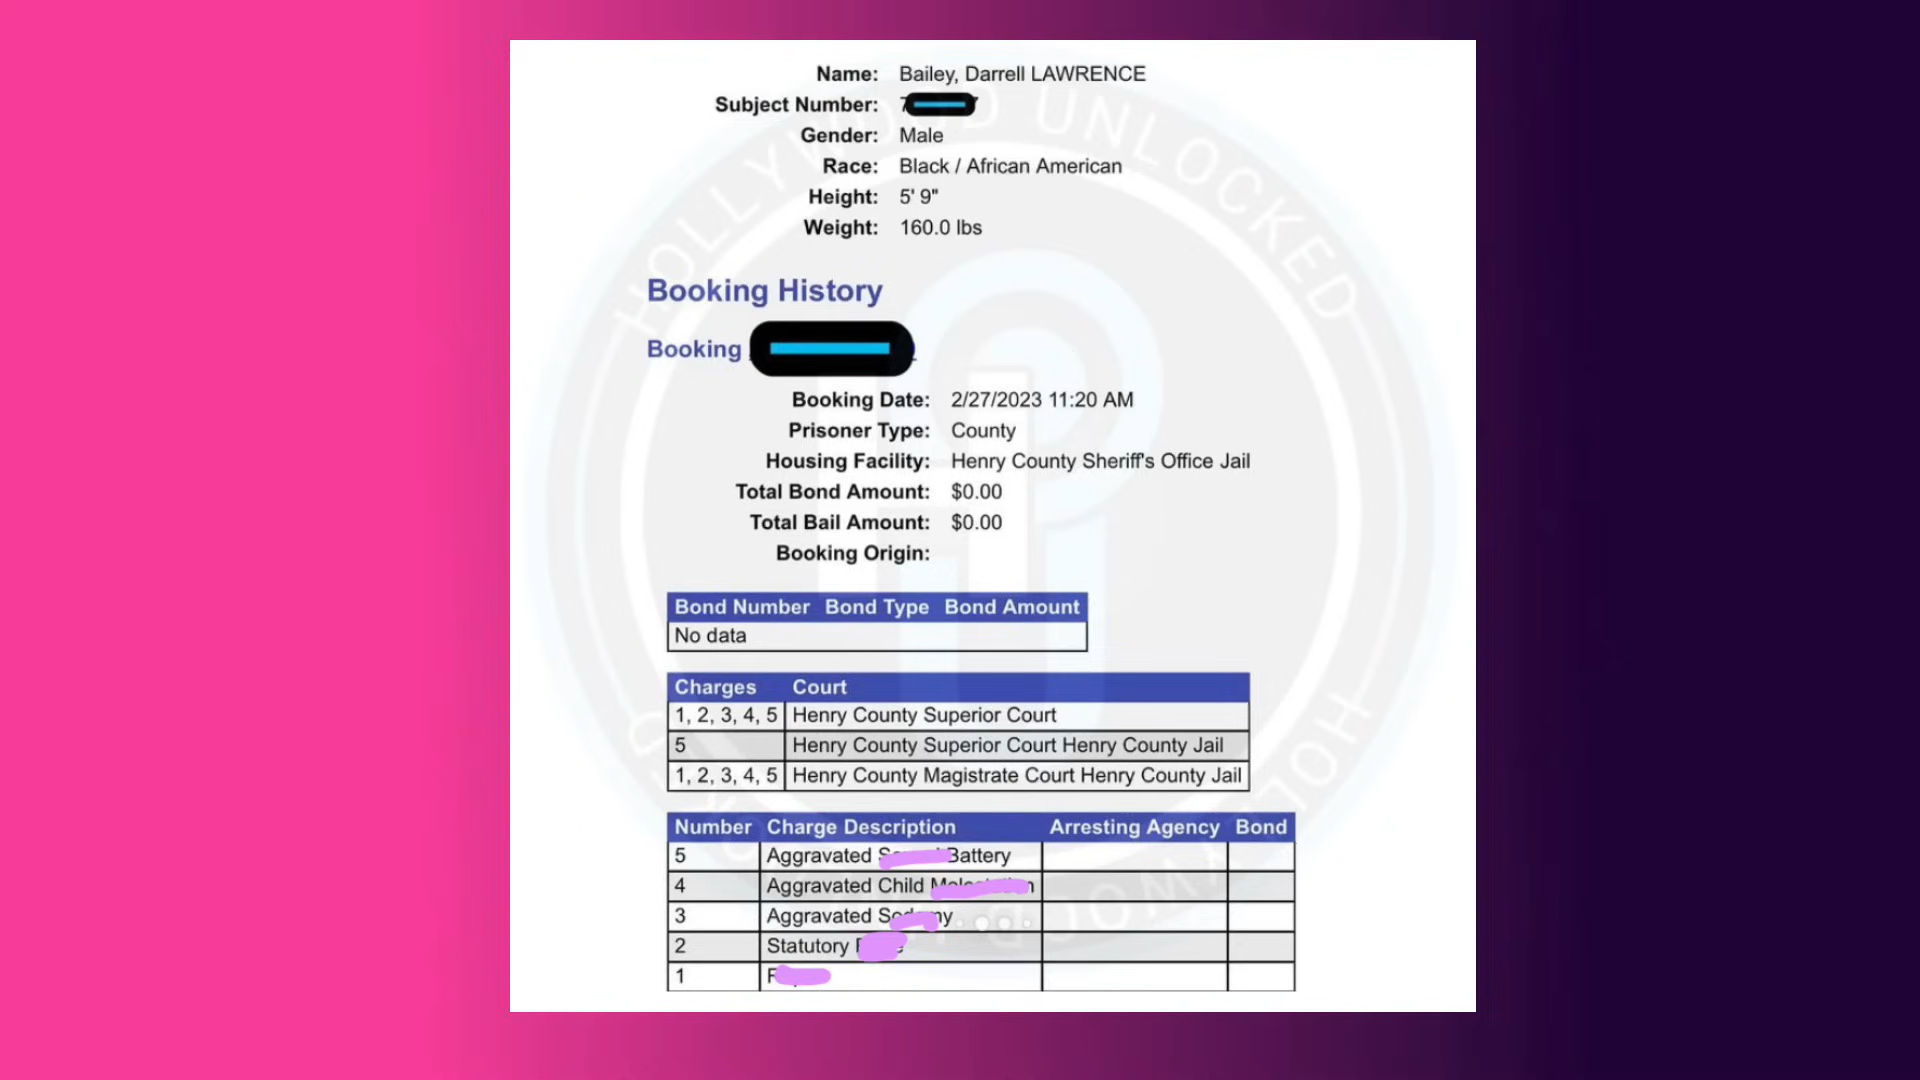 Name: Bailey, Darrell LAWRENCE
Subject Number:
Gender: Male
Race: Black / African American
Height: 5' 9"
Weight: 160.0 lbs
Booking History
Booking
Booking Date: 2/27/2023 11:20 AM
Prisoner Type: County
Housing Facility: Henry County Sheriff's Office Jail
Total Bond Amount: $0.00
Total Bail Amount: $0.00
Booking Origin:
Bond Number Bond Type Bond Amount
No data
Charges Court
1, 2, 3, 4, 5 Henry County Superior Court
5 Henry County Superior Court Henry County Jail
1, 2, 3, 4, 5 Henry County Magistrate Court Henry County Jail
Number Charge Description Arresting Agency Bond
5 Aggravated Battery
4 Aggravated Child
3 Aggravated
2 Statutory
1
HOLLYWOOD UNLOCKED